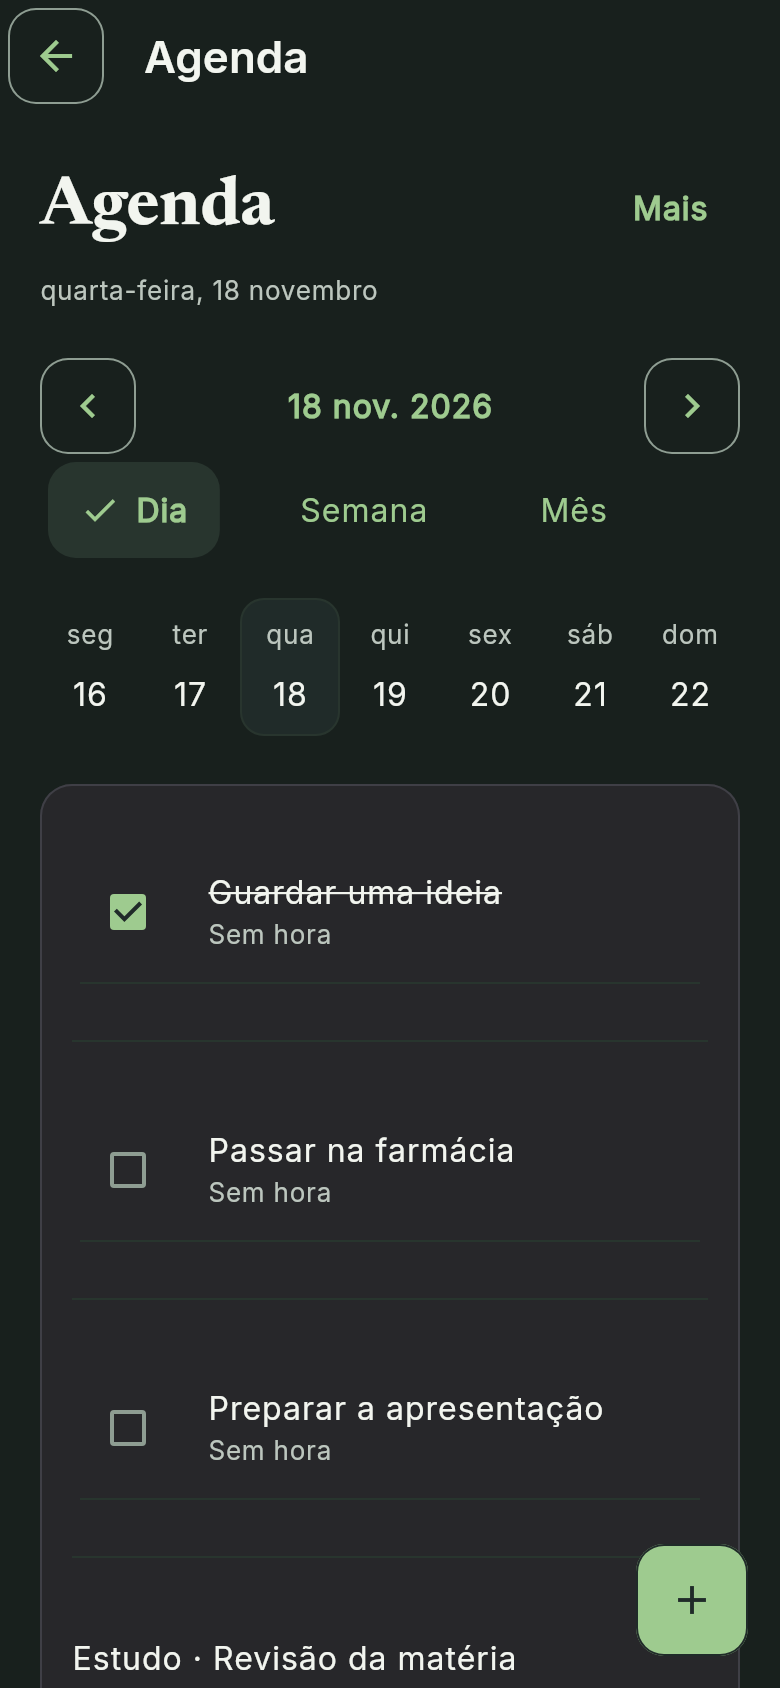 Agenda
Agenda
Mais
quarta-feira, 18 novembro
18 nov. 2026
Dia Semana Mês
seg ter qua qui sex sáb dom
16 17 18 19 20 21 22
Guardar uma ideia
Sem hora
Passar na farmácia
Sem hora
Preparar a apresentação
Sem hora
Estudo · Revisão da matéria